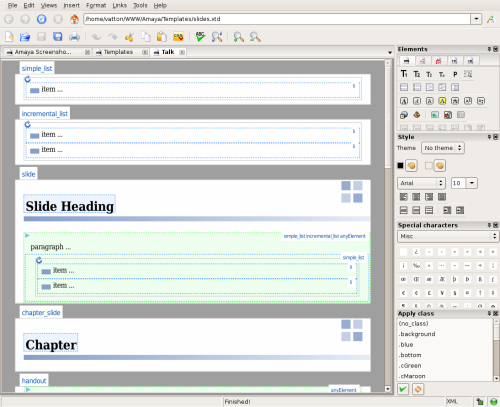 File Edit Views Insert Format Links Tools Help
/home/vatton/WWW/Amaya/Templates/slides.xtd
Amaya Screensho... Templates Talk
simple_list
item ...
incremental_list
item ...
item ...
slide
Slide Heading
simple_list incremental_list anyElement
paragraph ...
simple_list
item ...
item ...
chapter_slide
Chapter
handout
anyElement
Elements
Style
Theme No theme
Arial 10
Special characters
Misc
Apply class
(no_class)
.background
.blue
.bottom
.cGreen
.cMaroon
Finished!
XML